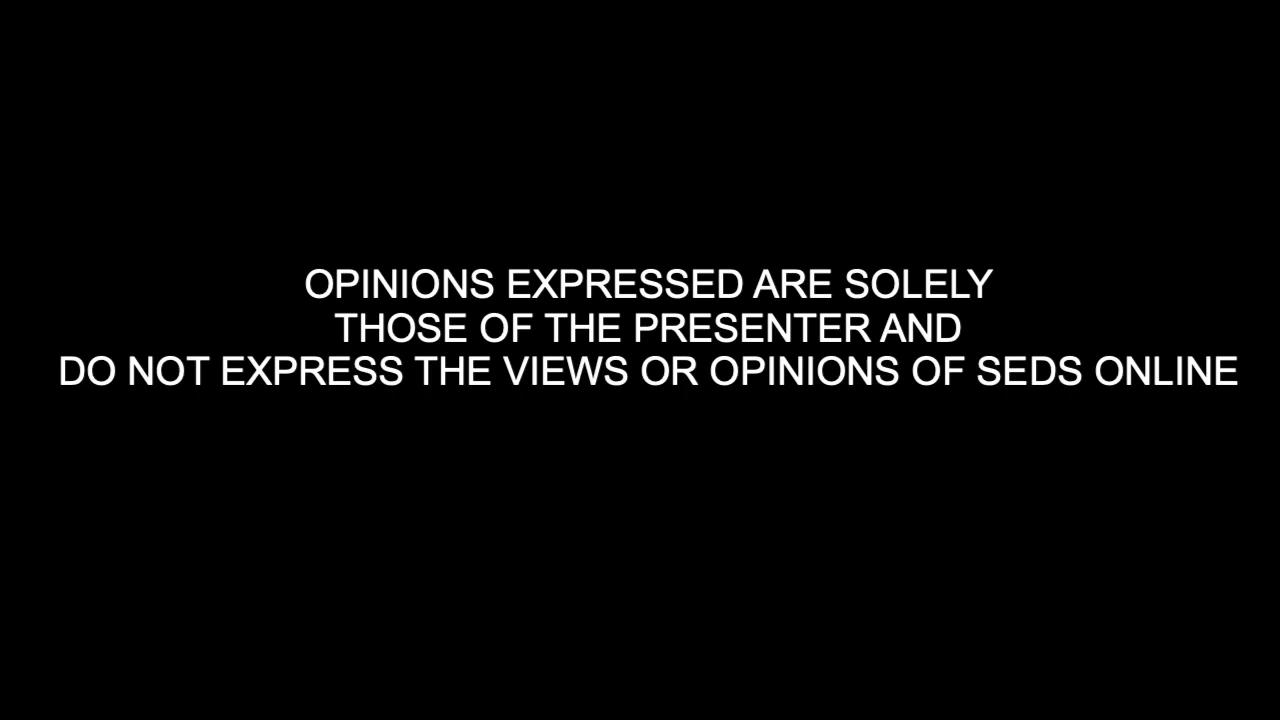 OPINIONS EXPRESSED ARE SOLELY
THOSE OF THE PRESENTER AND
DO NOT EXPRESS THE VIEWS OR OPINIONS OF SEDS ONLINE